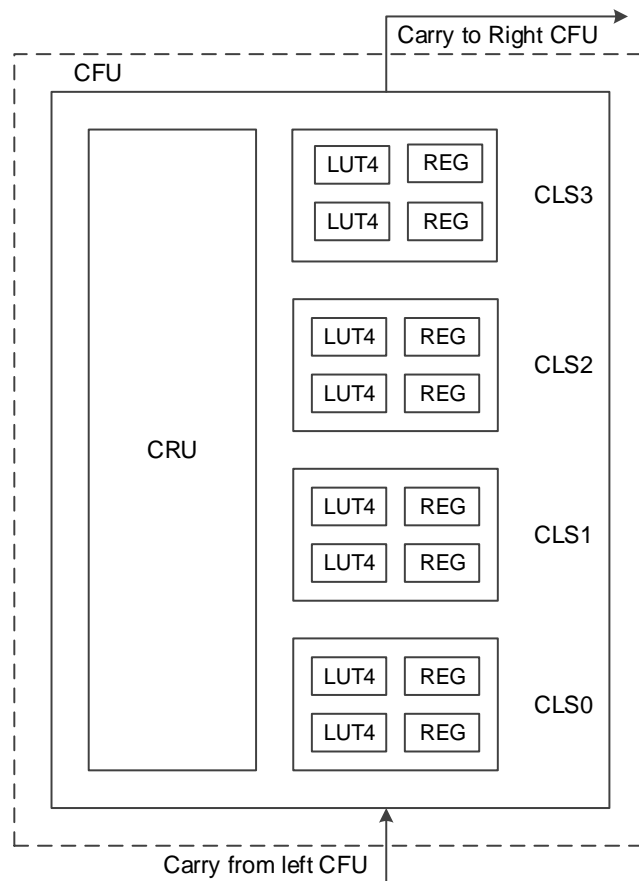 Carry to Right CFU
CFU
LUT4 REG
LUT4 REG
CLS3
LUT4 REG
LUT4 REG
CLS2
CRU
LUT4 REG
LUT4 REG
CLS1
LUT4 REG
LUT4 REG
CLS0
Carry from left CFU